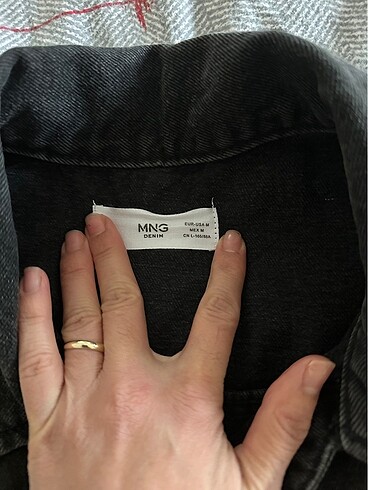 MNG
DENIM
EUR-USA M
MEX M
CN L-165/88A